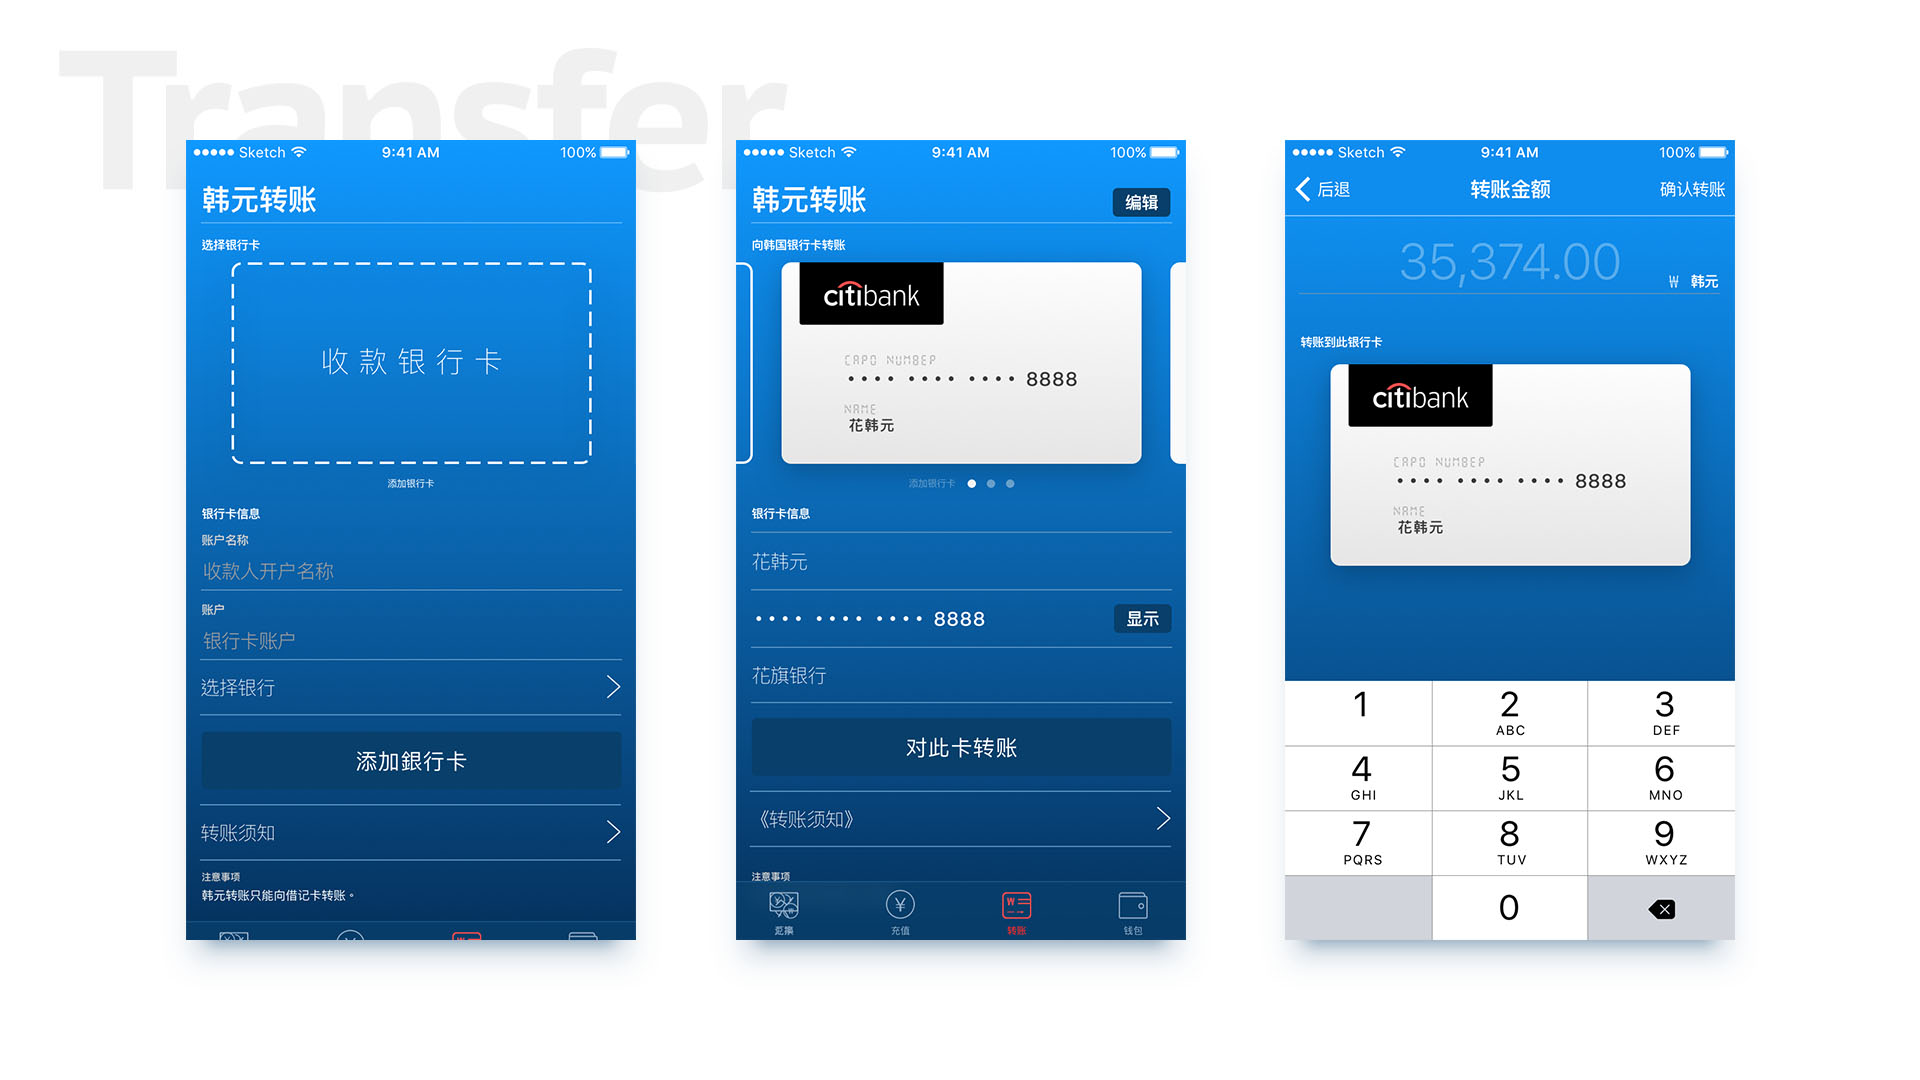 Transfer
Sketch 9:41 AM 100%
韩元转账
选择银行卡
收款银行卡
添加银行卡
银行卡信息
账户名称
收款人开户名称
账户
银行卡账户
选择银行
添加銀行卡
转账须知
注意事项
韩元转账只能向借记卡转账。
Sketch 9:41 AM 100%
韩元转账 编辑
向韩国银行卡转账
citibank
CARD NUMBER
•••• •••• •••• 8888
NAME
花韩元
添加银行卡
银行卡信息
花韩元
•••• •••• •••• 8888 显示
花旗银行
对此卡转账
《转账须知》
注意事项
充值 转账 钱包
Sketch 9:41 AM 100%
后退 转账金额 确认转账
35,374.00
₩ 韩元
转账到此银行卡
citibank
CARD NUMBER
•••• •••• •••• 8888
NAME
花韩元
1 2 3
ABC DEF
4 5 6
GHI JKL MNO
7 8 9
PQRS TUV WXYZ
0